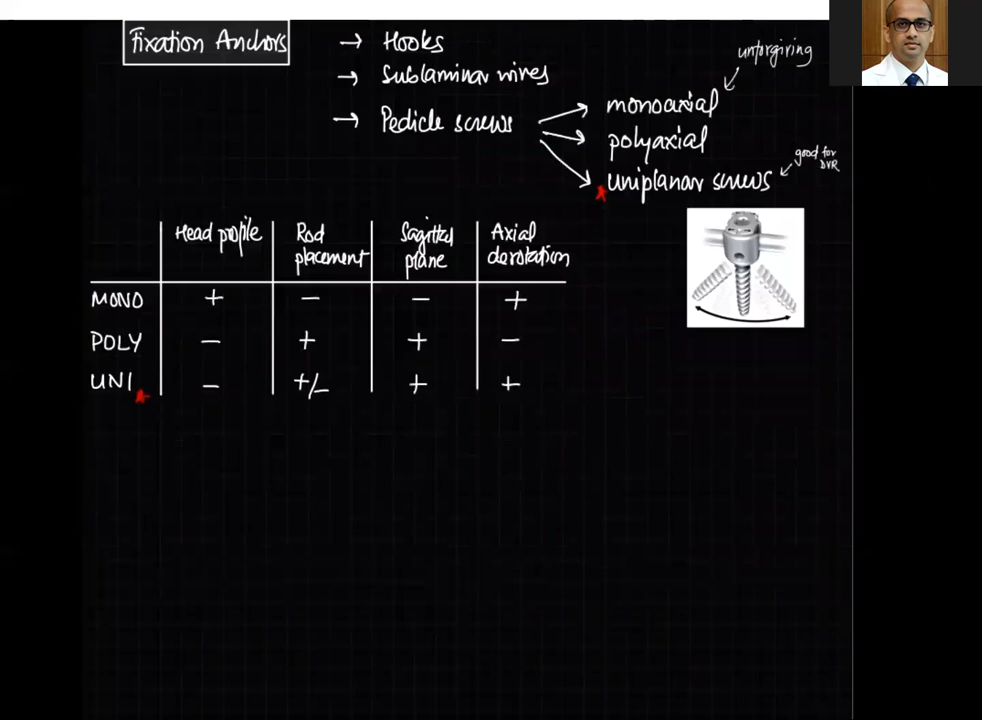 Fixation Anchors
→ Hooks
→ Sublaminar wires
→ Pedicle screws
unforgiving
monoaxial
polyaxial
uniplanar screws
good for
DVR
Head profile | Rod placement | Sagittal plane | Axial derotation
MONO + - - +
POLY - + + -
UNI - +/- + +